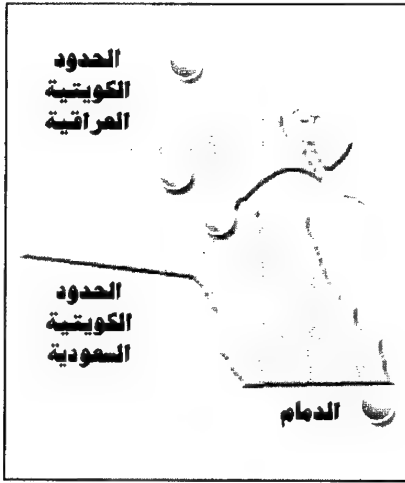 الحدود
الكويتية
العراقية
الحدود
الكويتية
السعودية
الدمام